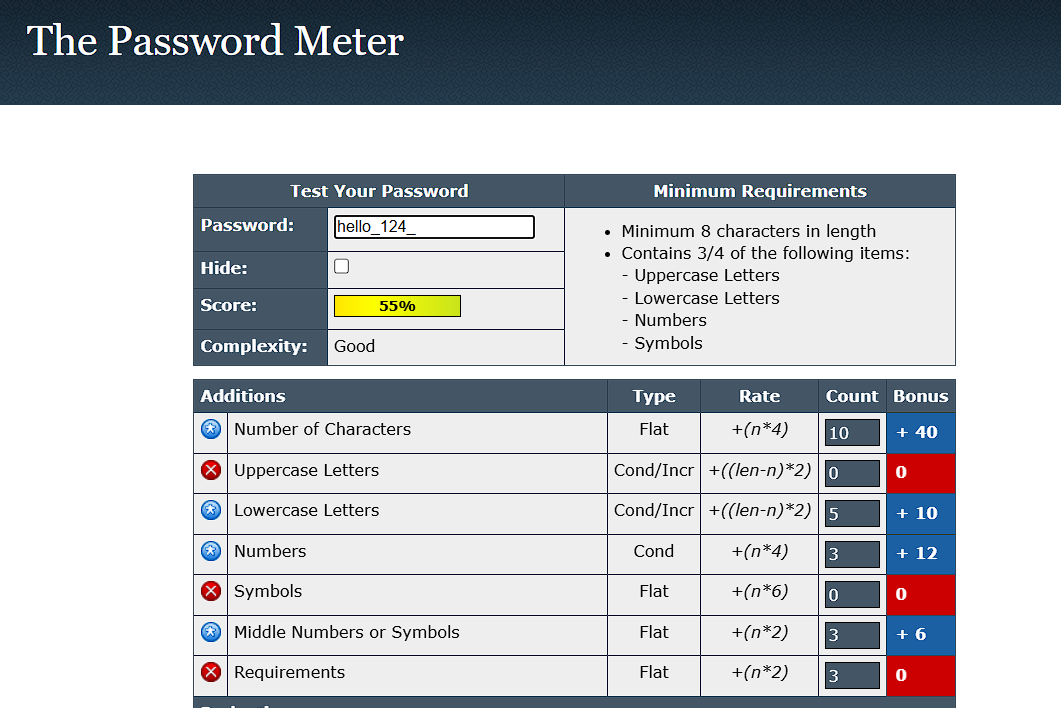 The Password Meter
Test Your Password Minimum Requirements
Password: hello_124_
Hide:
Score: 55%
Complexity: Good
• Minimum 8 characters in length
• Contains 3/4 of the following items:
- Uppercase Letters
- Lowercase Letters
- Numbers
- Symbols
Additions Type Rate Count Bonus
Number of Characters Flat +(n*4) 10 + 40
Uppercase Letters Cond/Incr +((len-n)*2) 0 0
Lowercase Letters Cond/Incr +((len-n)*2) 5 + 10
Numbers Cond +(n*4) 3 + 12
Symbols Flat +(n*6) 0 0
Middle Numbers or Symbols Flat +(n*2) 3 + 6
Requirements Flat +(n*2) 3 0